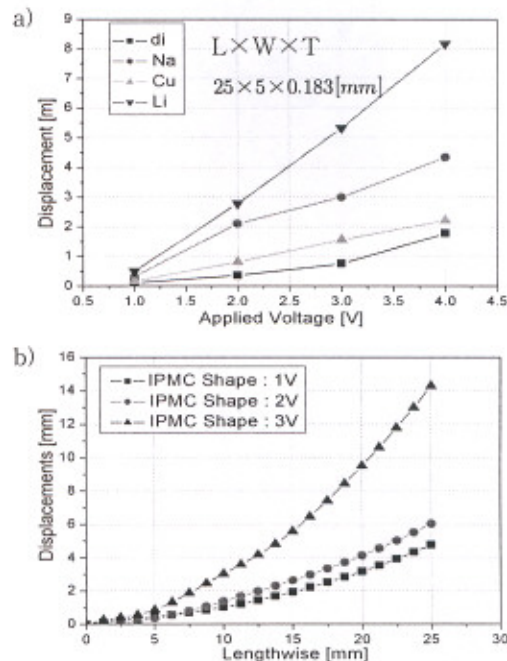 a)
9
8
7
6
5
4
3
2
1
0
Displacement [m]
di
Na
Cu
Li
L×W×T
25×5×0.183[mm]
0.5 1.0 1.5 2.0 2.5 3.0 3.5 4.0 4.5
Applied Voltage [V]
b)
16
14
12
10
8
6
4
2
0
Displacements [mm]
IPMC Shape : 1V
IPMC Shape : 2V
IPMC Shape : 3V
0 5 10 15 20 25 30
Lengthwise [mm]